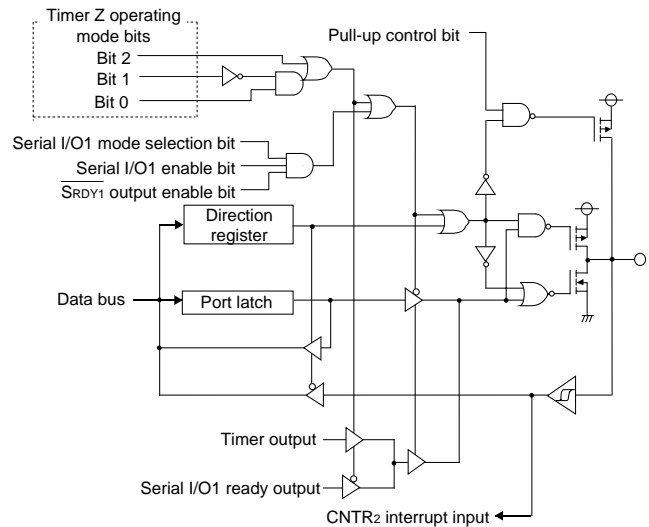 Timer Z operating
mode bits
Bit 2
Bit 1
Bit 0
Pull-up control bit
Serial I/O1 mode selection bit
Serial I/O1 enable bit
SRDY1 output enable bit
Direction
register
Data bus
Port latch
Timer output
Serial I/O1 ready output
CNTR2 interrupt input